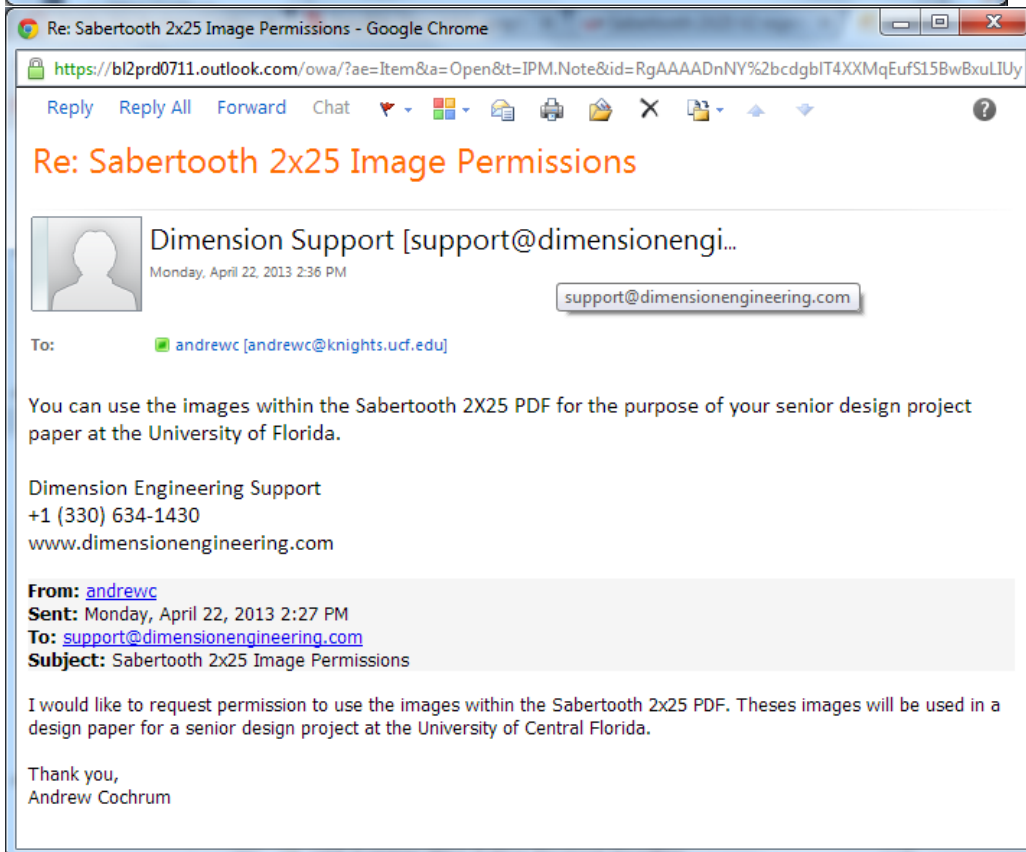 Re: Sabertooth 2x25 Image Permissions - Google Chrome
https://bl2prd0711.outlook.com/owa/?ae=Item&a=Open&t=IPM.Note&id=RgAAAADnNY%2bcdgblT4XXMqEufS15BwBxuLIUy
Reply Reply All Forward Chat
Re: Sabertooth 2x25 Image Permissions
Dimension Support [support@dimensionengi...
Monday, April 22, 2013 2:36 PM
support@dimensionengineering.com
To: andrewc [andrewc@knights.ucf.edu]
You can use the images within the Sabertooth 2X25 PDF for the purpose of your senior design project
paper at the University of Florida.
Dimension Engineering Support
+1 (330) 634-1430
www.dimensionengineering.com
From: andrewc
Sent: Monday, April 22, 2013 2:27 PM
To: support@dimensionengineering.com
Subject: Sabertooth 2x25 Image Permissions
I would like to request permission to use the images within the Sabertooth 2x25 PDF. Theses images will be used in a
design paper for a senior design project at the University of Central Florida.
Thank you,
Andrew Cochrum